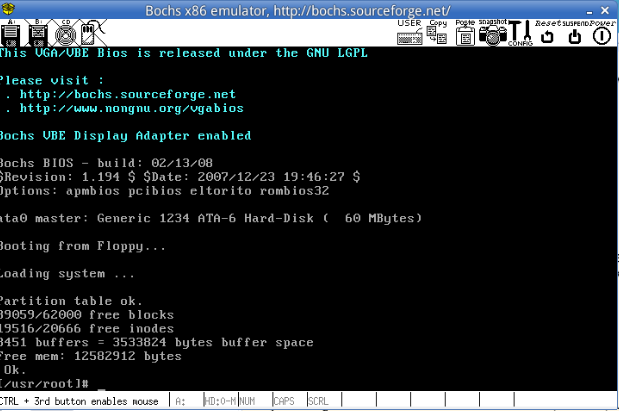 Bochs x86 emulator, http://bochs.sourceforge.net/
A: B: CD USER Copy Paste snapshot CONFIG Reset SUSPEND Power
This VGA/VBE Bios is released under the GNU LGPL
Please visit :
. http://bochs.sourceforge.net
. http://www.nongnu.org/vgabios
Bochs VBE Display Adapter enabled
Bochs BIOS - build: 02/13/08
$Revision: 1.194 $ $Date: 2007/12/23 19:46:27 $
Options: apmbios pcibios eltorito rombios32
ata0 master: Generic 1234 ATA-6 Hard-Disk ( 60 MBytes)
Booting from Floppy...
Loading system ...
Partition table ok.
39059/62000 free blocks
19516/20666 free inodes
3451 buffers = 3533824 bytes buffer space
Free mem: 12582912 bytes
Ok.
[/usr/root]# _
CTRL + 3rd button enables mouse A: HD:0-M NUM CAPS SCRL